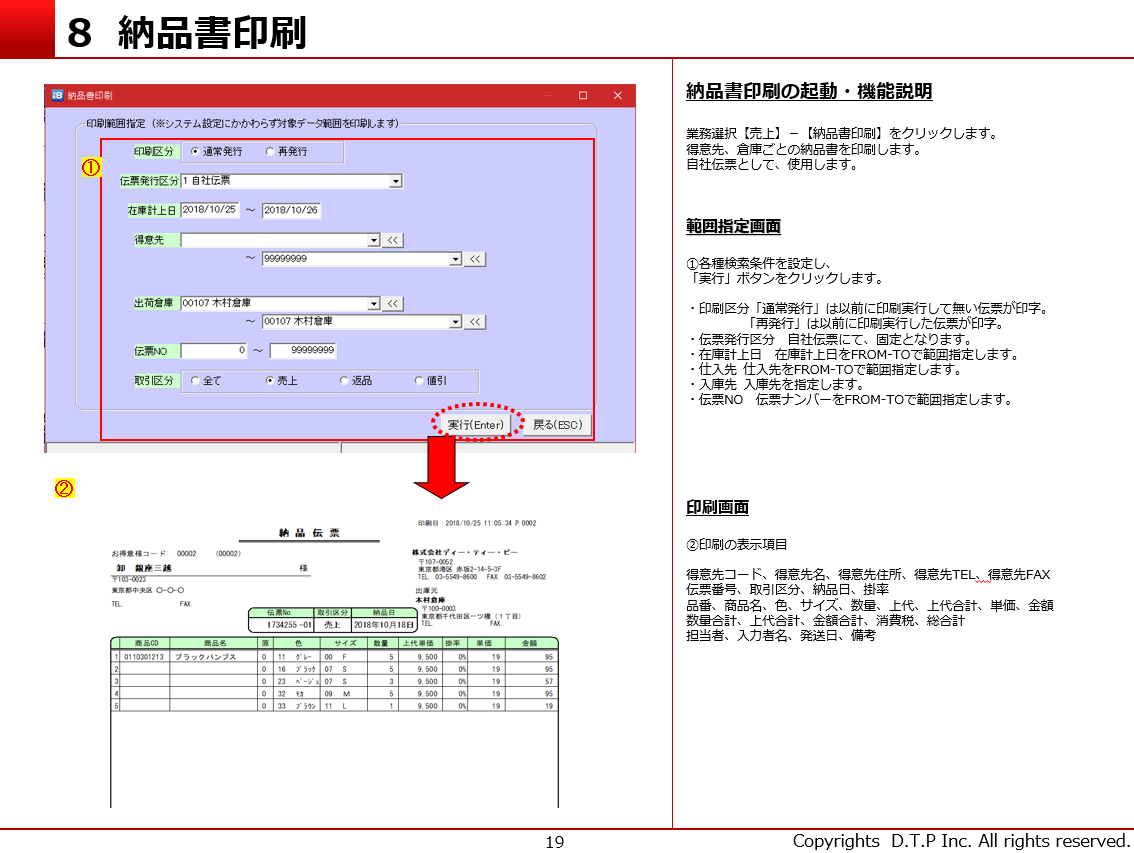 8 納品書印刷
iB 納品書印刷
印刷範囲指定（※システム設定にかかわらず対象データ範囲を印刷します）
①
印刷区分 通常発行 再発行
伝票発行区分 1 自社伝票
在庫計上日 2018/10/25 ～ 2018/10/26
得意先 <<
～ 99999999 <<
出荷倉庫 00107 木村倉庫 <<
～ 00107 木村倉庫 <<
伝票NO 0 ～ 99999999
取引区分 全て 売上 返品 値引
実行(Enter) 戻る(ESC)
②
印刷日：2018/10/25 11:05:34 P.0002
納 品 伝 票
お得意様コード: 00002 (00002)
卸 銀座三越 様
〒103-0023
東京都中央区 〇-〇-〇
TEL. FAX.
株式会社ディー・ティー・ピー
〒107-0052
東京都港区 赤坂2-14-5-3F
TEL. 03-5549-8600 FAX. 03-5549-8602
出庫元
木村倉庫
〒100-0003
東京都千代田区一ツ橋（１丁目）
TEL. FAX.
伝票No. 取引区分 納品日
1734255 -01 売上 2018年10月18日
商品CD 商品名 原 色 サイズ 数量 上代単価 掛率 単価 金額
1 0110301213 ブラックパンプス 0 11 ｸﾞﾚｰ 00 F 5 9,500 0% 19 95
2 0 16 ﾌﾞﾗｯｸ 07 S 5 9,500 0% 19 95
3 0 23 ﾍﾞｰｼﾞｭ 07 S 3 9,500 0% 19 57
4 0 32 ﾓｶ 09 M 5 9,500 0% 19 95
5 0 33 ﾌﾞﾗｳﾝ 11 L 1 9,500 0% 19 19
納品書印刷の起動・機能説明
業務選択【売上】－【納品書印刷】をクリックします。
得意先、倉庫ごとの納品書を印刷します。
自社伝票として、使用します。
範囲指定画面
①各種検索条件を設定し、
「実行」ボタンをクリックします。
・印刷区分「通常発行」は以前に印刷実行して無い伝票が印字。
「再発行」は以前に印刷実行した伝票が印字。
・伝票発行区分 自社伝票にて、固定となります。
・在庫計上日 在庫計上日をFROM-TOで範囲指定します。
・仕入先 仕入先をFROM-TOで範囲指定します。
・入庫先 入庫先を指定します。
・伝票NO 伝票ナンバーをFROM-TOで範囲指定します。
印刷画面
②印刷の表示項目
得意先コード、得意先名、得意先住所、得意先TEL、得意先FAX
伝票番号、取引区分、納品日、掛率
品番、商品名、色、サイズ、数量、上代、上代合計、単価、金額
数量合計、上代合計、金額合計、消費税、総合計
担当者、入力者名、発送日、備考
19
Copyrights D.T.P Inc. All rights reserved.